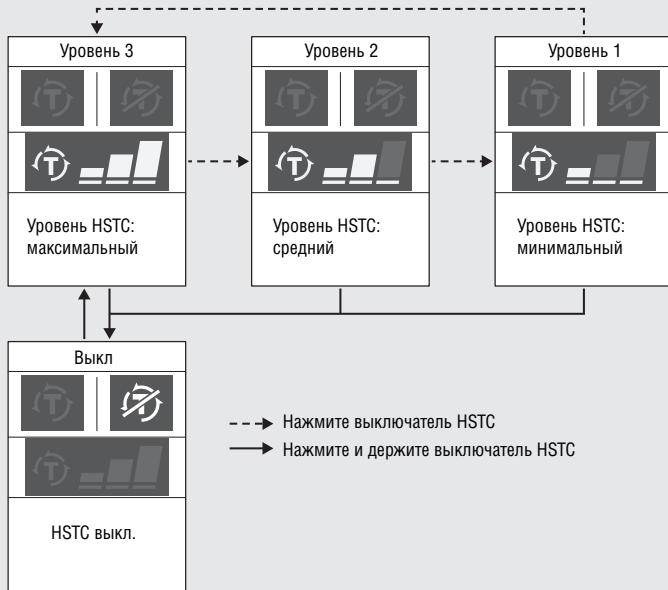 Уровень 3
Уровень 2
Уровень 1
T
T
T
T
T
T
T
T
T
Уровень HSTC:
максимальный
Уровень HSTC:
средний
Уровень HSTC:
минимальный
Выкл
T
T
T
Нажмите выключатель HSTC
Нажмите и держите выключатель HSTC
HSTC выкл.